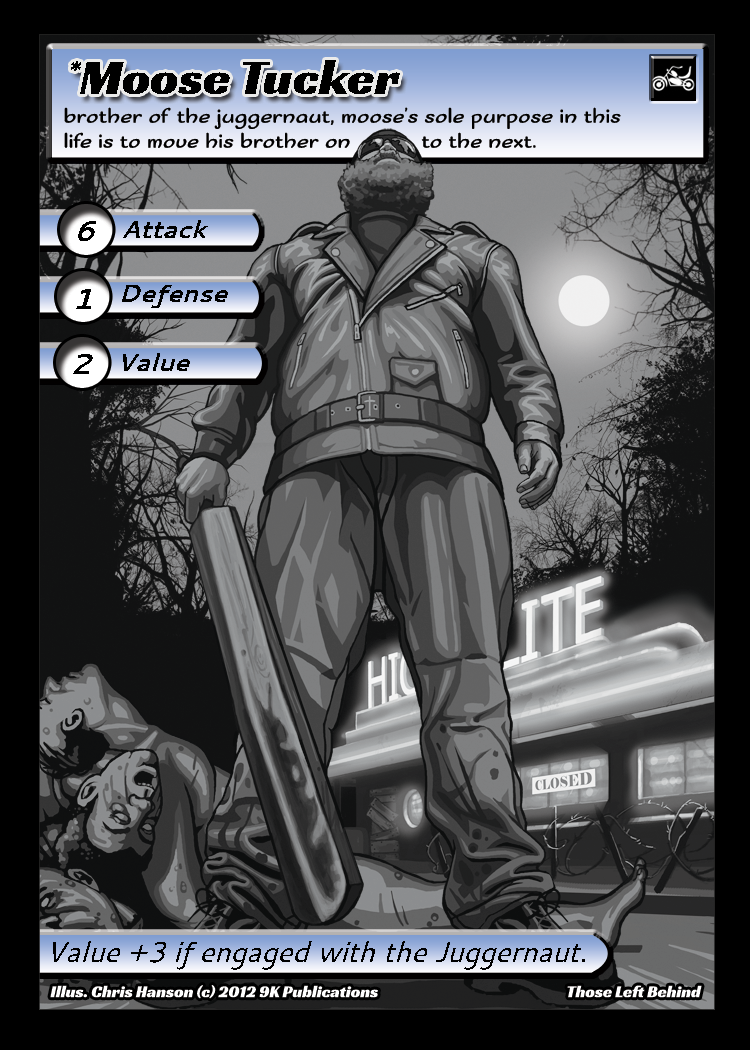 *Moose Tucker
brother of the juggernaut, moose's sole purpose in this
life is to move his brother on to the next.
6 Attack
1 Defense
2 Value
LITE
CLOSED
Value +3 if engaged with the Juggernaut.
Illus. Chris Hanson (c) 2012 9K Publications
Those Left Behind